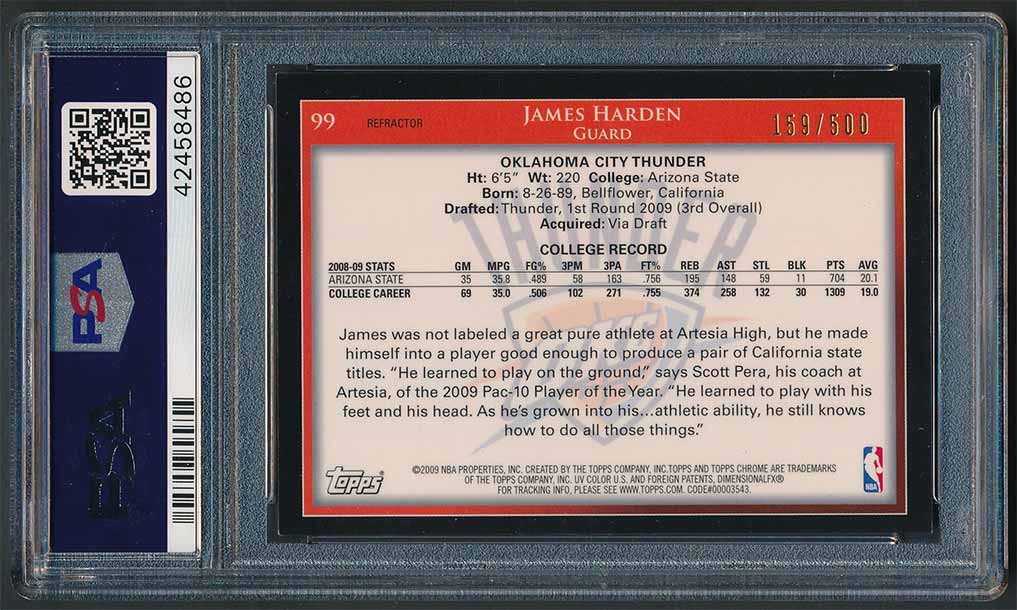 42458486
PSA
PSA
99
REFRACTOR
JAMES HARDEN
GUARD
159/500
THUNDER
OKLAHOMA CITY THUNDER
Ht: 6'5" Wt: 220 College: Arizona State
Born: 8-26-89, Bellflower, California
Drafted: Thunder, 1st Round 2009 (3rd Overall)
Acquired: Via Draft
COLLEGE RECORD
2008-09 STATS GM MPG FG% 3PM 3PA FT% REB AST STL BLK PTS AVG
ARIZONA STATE 35 35.8 .489 58 163 .756 195 148 59 11 704 20.1
COLLEGE CAREER 69 35.0 .506 102 271 .755 374 258 132 30 1309 19.0
James was not labeled a great pure athlete at Artesia High, but he made
himself into a player good enough to produce a pair of California state
titles. “He learned to play on the ground,” says Scott Pera, his coach at
Artesia, of the 2009 Pac-10 Player of the Year. “He learned to play with his
feet and his head. As he's grown into his...athletic ability, he still knows
how to do all those things.”
Topps®
©2009 NBA PROPERTIES, INC. CREATED BY THE TOPPS COMPANY, INC.TOPPS AND TOPPS CHROME ARE TRADEMARKS
OF THE TOPPS COMPANY, INC. UV COLOR U.S. AND FOREIGN PATENTS, DIMENSIONALFX®
FOR TRACKING INFO, PLEASE SEE WWW.TOPPS.COM. CODE#00003543.
NBA